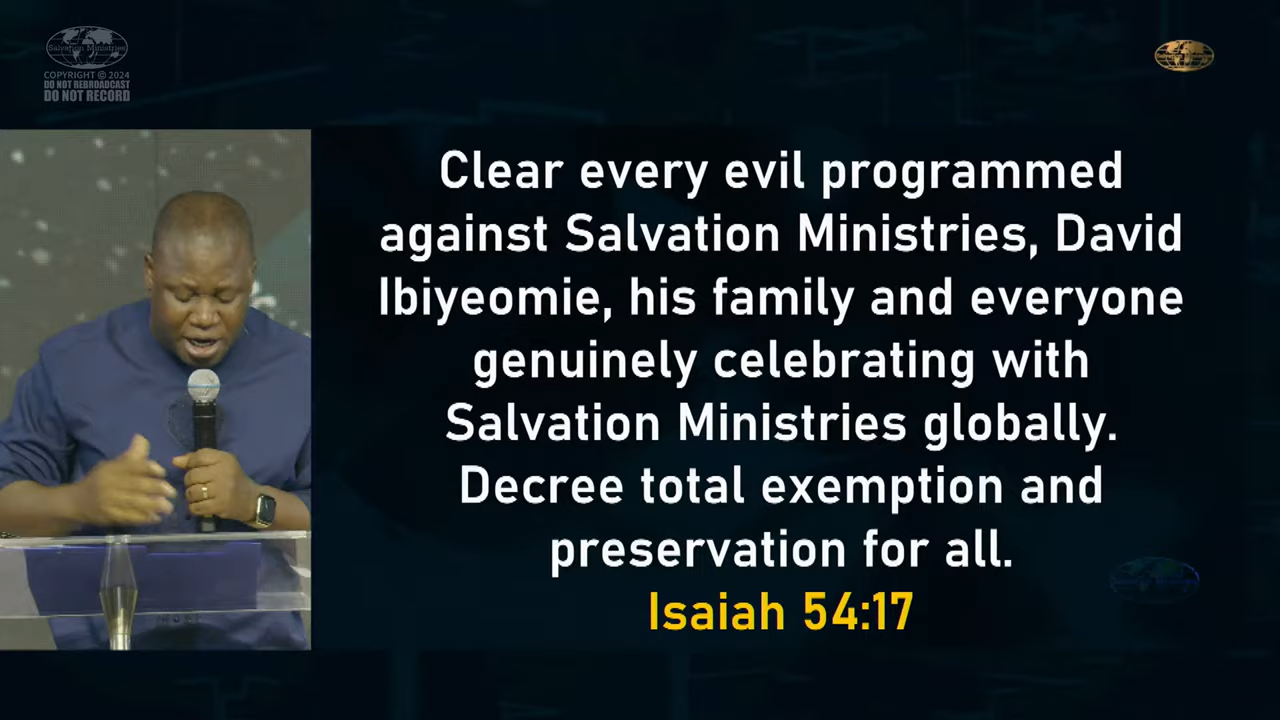 Salvation Ministries
COPYRIGHT © 2024
DO NOT REBROADCAST
DO NOT RECORD
Clear every evil programmed
against Salvation Ministries, David
Ibiyeomie, his family and everyone
genuinely celebrating with
Salvation Ministries globally.
Decree total exemption and
preservation for all.
Isaiah 54:17